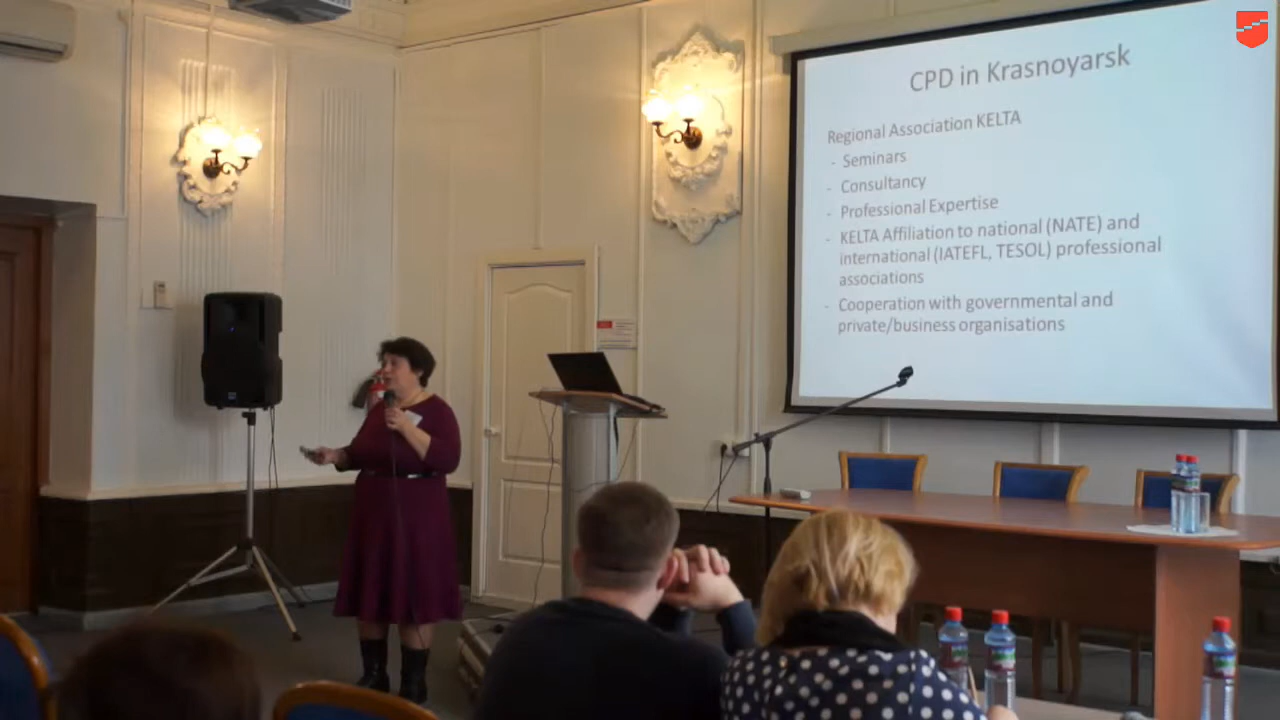 CPD in Krasnoyarsk
Regional Association KELTA
- Seminars
- Consultancy
- Professional Expertise
- KELTA Affiliation to national (NATE) and
international (IATEFL, TESOL) professional
associations
- Cooperation with governmental and
private/business organisations